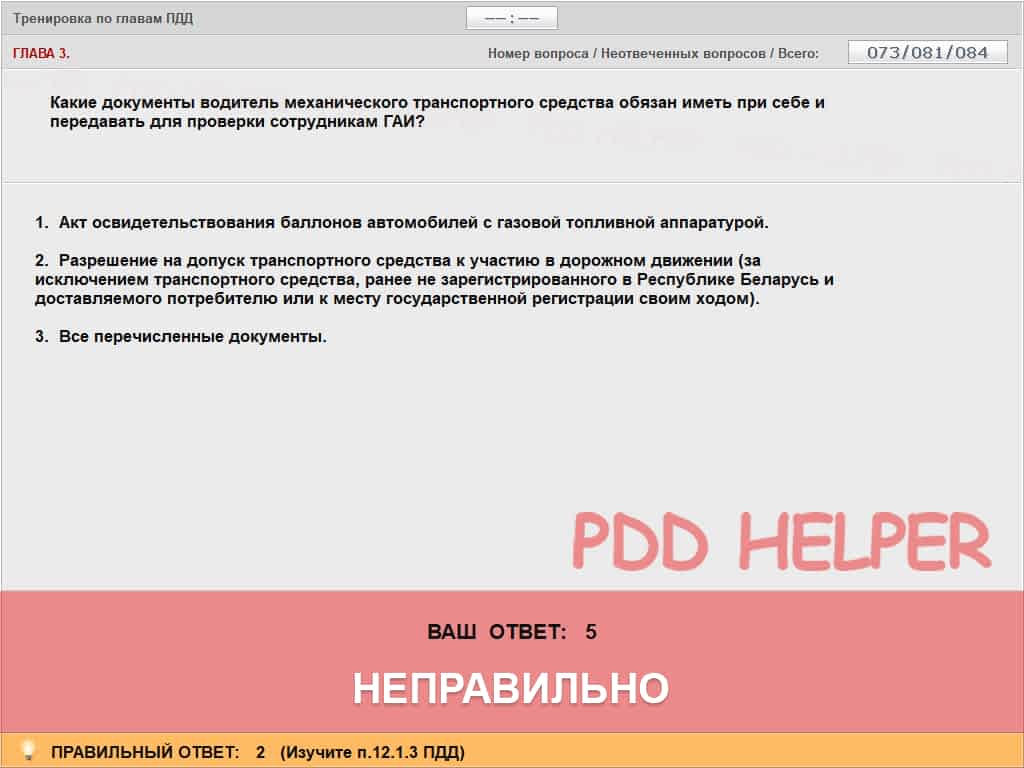 Тренировка по главам ПДД
—— : ——
ГЛАВА 3.
Номер вопроса / Неотвеченных вопросов / Всего:
073/081/084
Какие документы водитель механического транспортного средства обязан иметь при себе и
передавать для проверки сотрудникам ГАИ?
1. Акт освидетельствования баллонов автомобилей с газовой топливной аппаратурой.
2. Разрешение на допуск транспортного средства к участию в дорожном движении (за
исключением транспортного средства, ранее не зарегистрированного в Республике Беларусь и
доставляемого потребителю или к месту государственной регистрации своим ходом).
3. Все перечисленные документы.
PDD HELPER
ВАШ ОТВЕТ: 5
НЕПРАВИЛЬНО
ПРАВИЛЬНЫЙ ОТВЕТ: 2 (Изучите п.12.1.3 ПДД)